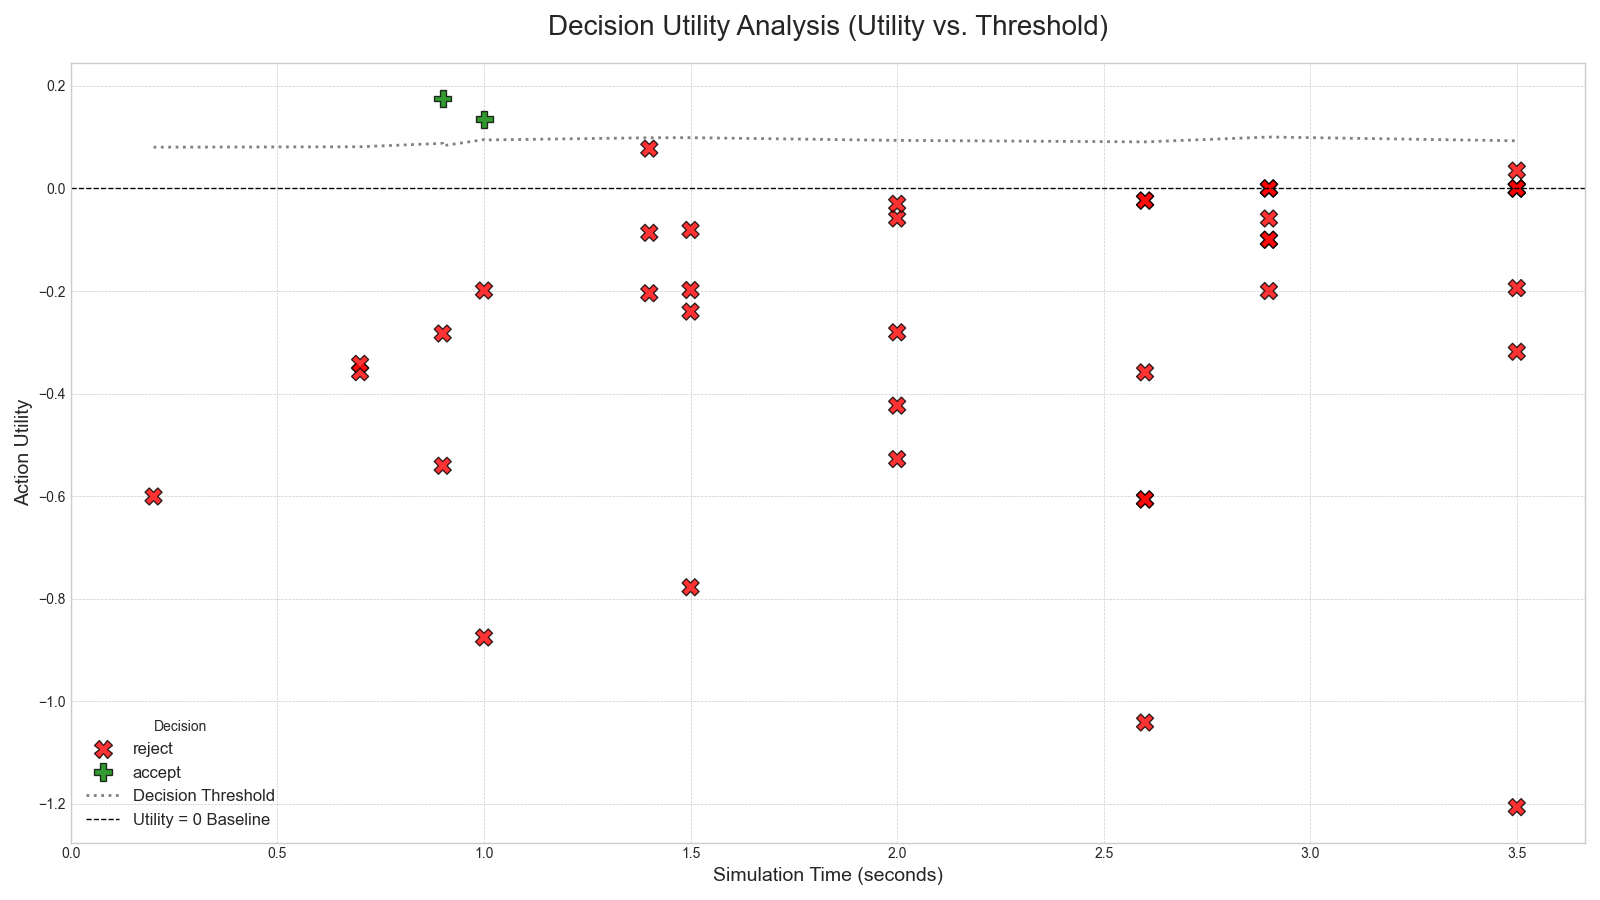 Decision Utility Analysis (Utility vs. Threshold)
Action Utility
0.2
0.0
−0.2
−0.4
−0.6
−0.8
−1.0
−1.2
Decision
reject
accept
Decision Threshold
Utility = 0 Baseline
0.0 0.5 1.0 1.5 2.0 2.5 3.0 3.5
Simulation Time (seconds)